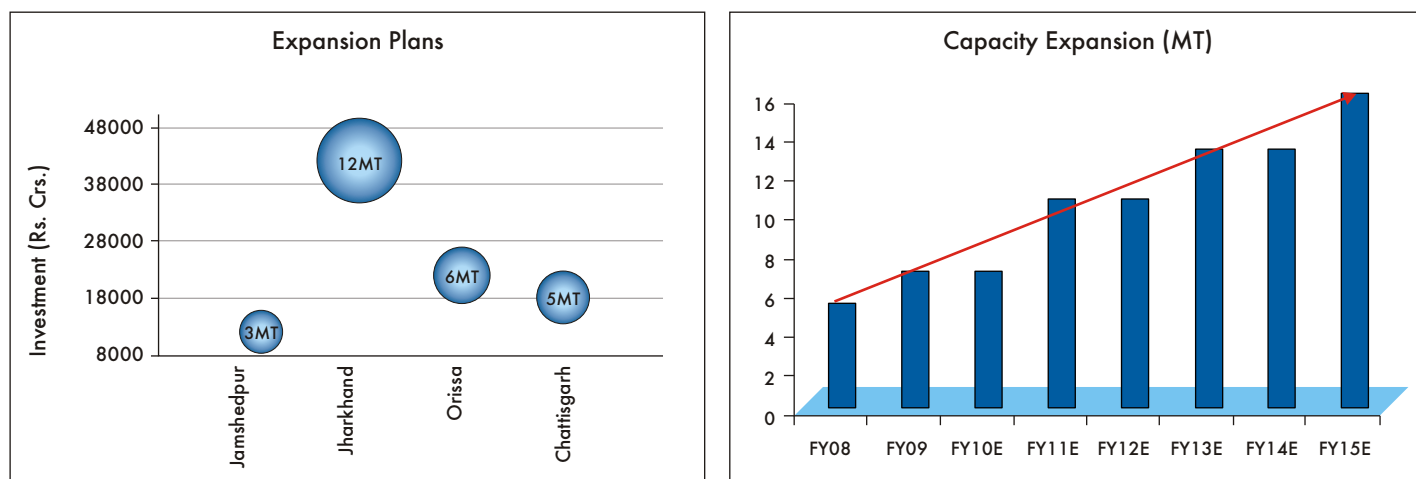 Expansion Plans
Investment (Rs. Crs.)
48000
38000
28000
18000
8000
12MT
6MT
5MT
3MT
Jamshedpur
Jharkhand
Orissa
Chattisgarh
Capacity Expansion (MT)
16
14
12
10
8
6
4
2
0
FY08 FY09 FY10E FY11E FY12E FY13E FY14E FY15E